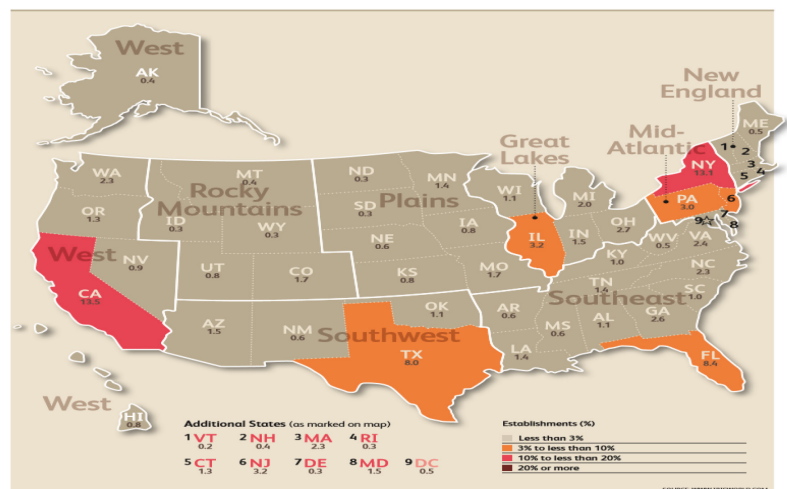 West
AK
0.4
New
England
ME
0.5
Mid-
Atlantic
Great
Lakes
1
2
3
4
5
NY
13.1
WA
2.3
MT
0.4
ND
0.3
MN
1.4
WI
1.1
MI
2.0
PA
3.0
6
Rocky
Mountains
Plains
OR
1.3
ID
0.3
WY
0.3
SD
0.3
IA
0.8
IL
3.2
IN
1.5
OH
2.7
9
7
8
WV
0.5
VA
2.4
NE
0.6
KY
1.0
West
NV
0.9
UT
0.8
CO
1.7
KS
0.8
MO
1.7
NC
2.3
CA
13.5
TN
1.4
Southeast
SC
1.0
AZ
1.5
NM
0.6
OK
1.1
AR
0.6
MS
0.6
AL
1.1
GA
2.6
Southwest
TX
8.0
LA
1.4
FL
8.4
West
HI
0.8
Additional States (as marked on map)
1 VT 2 NH 3 MA 4 RI
0.2 0.4 2.3 0.3
5 CT 6 NJ 7 DE 8 MD 9 DC
1.3 3.2 0.3 1.5 0.5
Establishments (%)
Less than 3%
3% to less than 10%
10% to less than 20%
20% or more